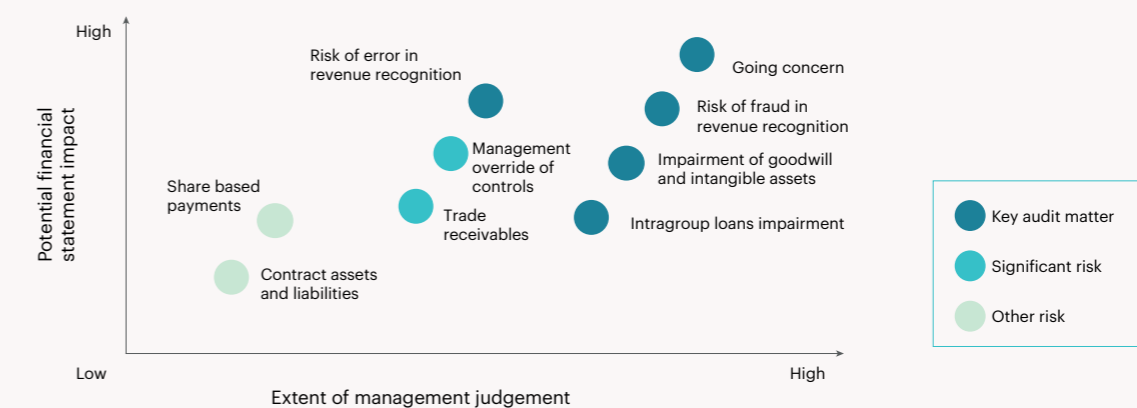 High
Potential financial
statement impact
Risk of error in
revenue recognition
Going concern
Risk of fraud in
revenue recognition
Management
override of
controls
Impairment of goodwill
and intangible assets
Share based
payments
Trade
receivables
Intragroup loans impairment
Contract assets
and liabilities
Key audit matter
Significant risk
Other risk
Low
High
Extent of management judgement